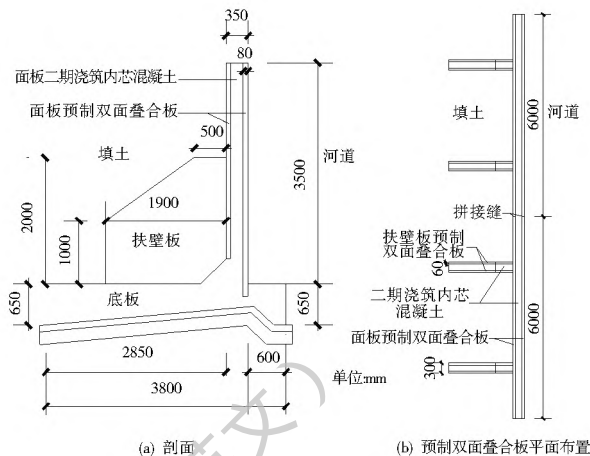 350
80
面板二期浇筑内芯混凝土
面板预制双面叠合板
500
填土
河道
3500
2000
1900
1000
扶壁板
650
底板
650
2850
600
3800
单位:mm
(a) 剖面
填土
6000
河道
拼接缝
扶壁板预制
双面叠合板
60
二期浇筑内芯
混凝土
6000
面板预制双面叠合板
300
(b) 预制双面叠合板平面布置
文)